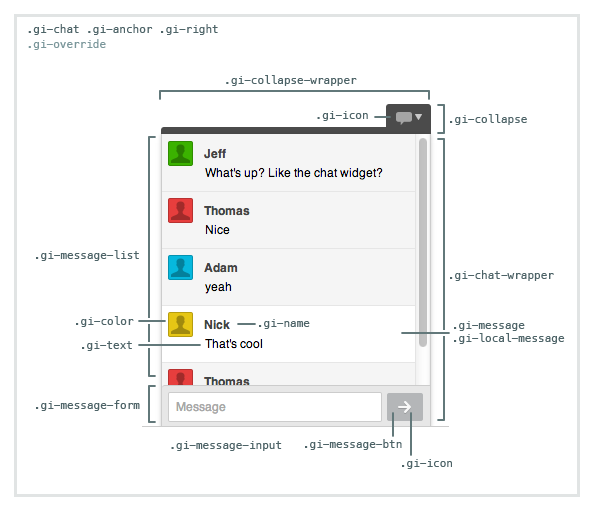 .gi-chat .gi-anchor .gi-right
.gi-override
.gi-collapse-wrapper
.gi-icon
.gi-collapse
Jeff
What's up? Like the chat widget?
Thomas
Nice
.gi-message-list
Adam
yeah
.gi-chat-wrapper
.gi-color
Nick
.gi-name
.gi-message
.gi-local-message
.gi-text
That's cool
Thomas
.gi-message-form
Message
.gi-message-input
.gi-message-btn
.gi-icon